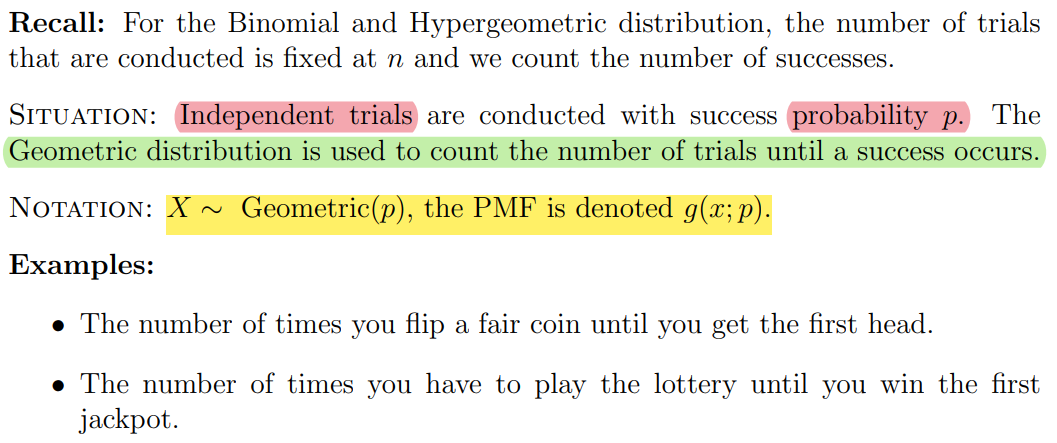 Recall: For the Binomial and Hypergeometric distribution, the number of trials
that are conducted is fixed at n and we count the number of successes.
SITUATION: Independent trials are conducted with success probability p. The
Geometric distribution is used to count the number of trials until a success occurs.
NOTATION: X ∼ Geometric(p), the PMF is denoted g(x; p).
Examples:
• The number of times you flip a fair coin until you get the first head.
• The number of times you have to play the lottery until you win the first
jackpot.